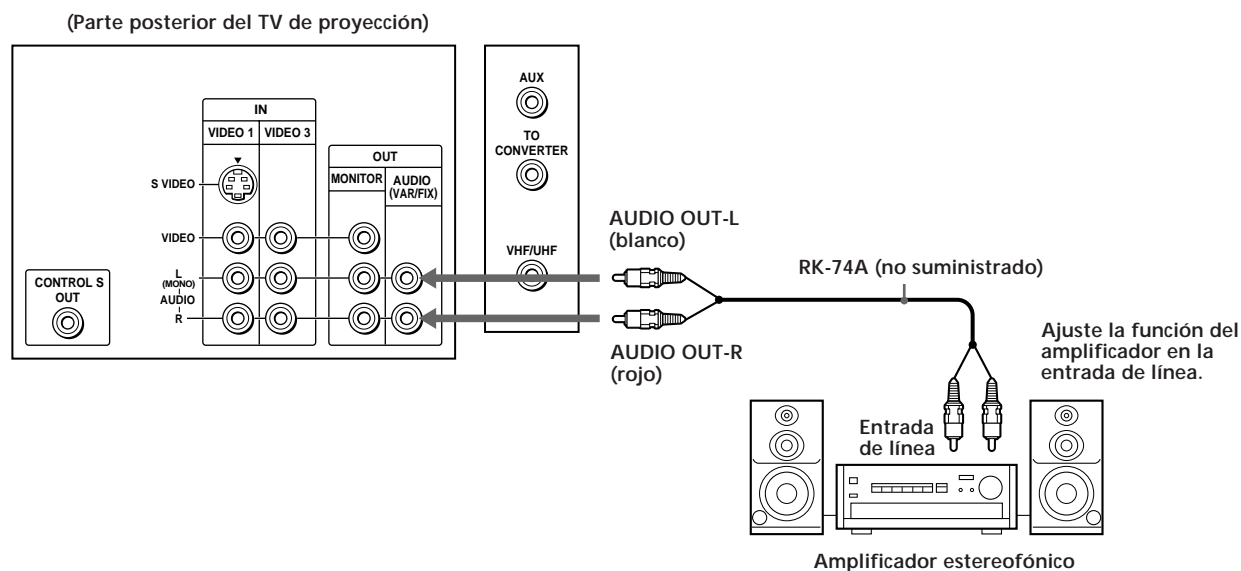 (Parte posterior del TV de proyección)
IN
VIDEO 1
VIDEO 3
S VIDEO
VIDEO
L
(MONO)
AUDIO
R
OUT
MONITOR
AUDIO
(VAR/FIX)
CONTROL S
OUT
AUX
TO
CONVERTER
VHF/UHF
AUDIO OUT-L
(blanco)
AUDIO OUT-R
(rojo)
RK-74A (no suministrado)
Ajuste la función del
amplificador en la
entrada de línea.
Entrada
de línea
Amplificador estereofónico